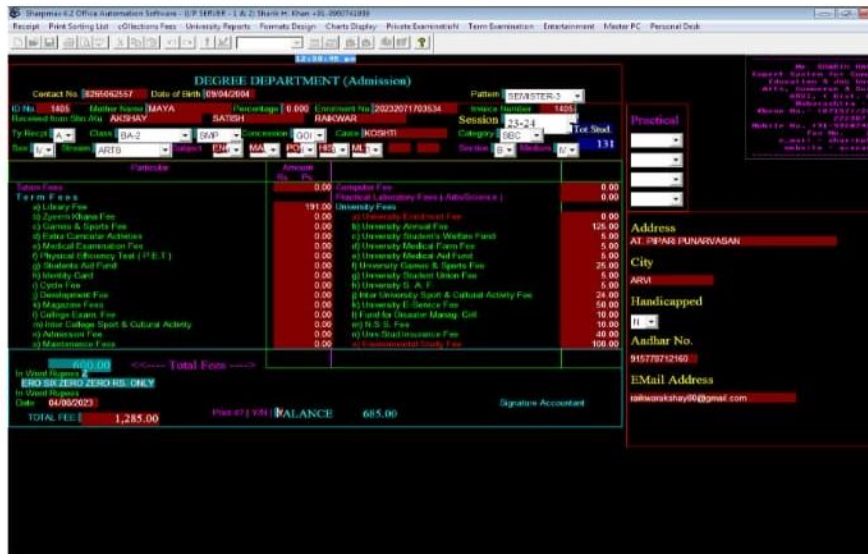 Sharpmax 4.2 Office Automation Software -
Receipt Print Sorting List cOllections Fees University Reports Formats Design Charts Display Private ExaminatioN Term Examination Entertainment Master PC Personal Desk
DEGREE DEPARTMENT (Admission)
Contact No. 8265062557 Date of Birth 09/04/2004 Pattern SEMISTER-3
ID No. 1405 Mother Name MAYA Percentage 0.000 Enrolment No 20232071703534 Invoice Number 1405
Received from Shri./Ku. AKSHAY SATISH RAIKWAR Session 23-24
Ty.Recpt A Class BA-2 SMP Concession GOI Caste KOSHTI Category SBC Tot.Stud.
Sex Stream ARTS Subject Section B Medium 131
Particular Amount
Rs. Ps.
Tution Fees 0.00 Computer Fee 0.00
Term Fees Practical Laboratory Fees ( Arts/Science ) 0.00
a) Library Fee 191.00 University Fees
b) Zyeem Khana Fee 0.00 a) University Enrolment Fee 0.00
c) Games & Sports Fee 0.00 b) University Annual Fee 125.00
d) Extra Curricular Activities 0.00 c) University Student's Welfare Fund 5.00
e) Medical Examination Fee 0.00 d) University Medical Form Fee 5.00
f) Physical Efficiency Test ( P.E.T ) 0.00 e) University Medical Aid Fund 5.00
g) Students Aid Fund 0.00 f) University Games & Sports Fee 25.00
h) Identity Card 0.00 g) University Student Union Fee 5.00
i) Cycle Fee 0.00 h) University S. A. F. 5.00
j) Development Fee 0.00 i) Inter University Sport & Cultural Activity Fee 24.00
k) Magazine Fees 0.00 k) University E-Service Fee 50.00
l) College Exam. Fee 0.00 l) Fund for Disaster Manag. Cell 10.00
m) Inter College Sport & Cultural Activity 0.00 m) N.S.S. Fee 10.00
n) Admission Fee 0.00 n) Uni. Stud Insurance Fee 40.00
o) Maintenance Fees 0.00 o) Environmental Study Fee 100.00
600.00 <<---- Total Fees ---->
In Word Rupess
ERO SIX ZERO ZERO RS. ONLY
In Word Rupess
Date 04/08/2023 Signature Accountant
TOTAL FEE 1,285.00 Print it? ( Y/N ) BALANCE 685.00
Practical
Address
AT. PIPARI PUNARVASAN
City
ARVI
Handicapped
N
Aadhar No.
915778712160
EMail Address
raikwarakshay80@gmail.com